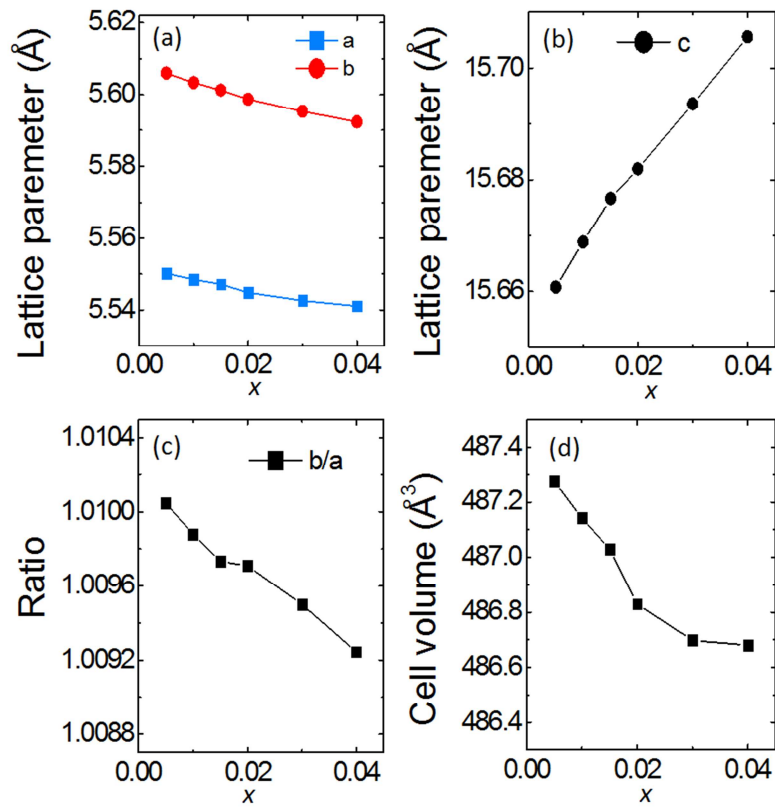 (a)
a
b
Lattice paremeter (Å)
5.62
5.60
5.58
5.56
5.54
0.00 0.02 0.04
x
(b)
c
Lattice paremeter (Å)
15.70
15.68
15.66
0.00 0.02 0.04
x
(c)
b/a
Ratio
1.0104
1.0100
1.0096
1.0092
1.0088
0.00 0.02 0.04
x
(d)
Cell volume (Å³)
487.4
487.2
487.0
486.8
486.6
486.4
0.00 0.02 0.04
x